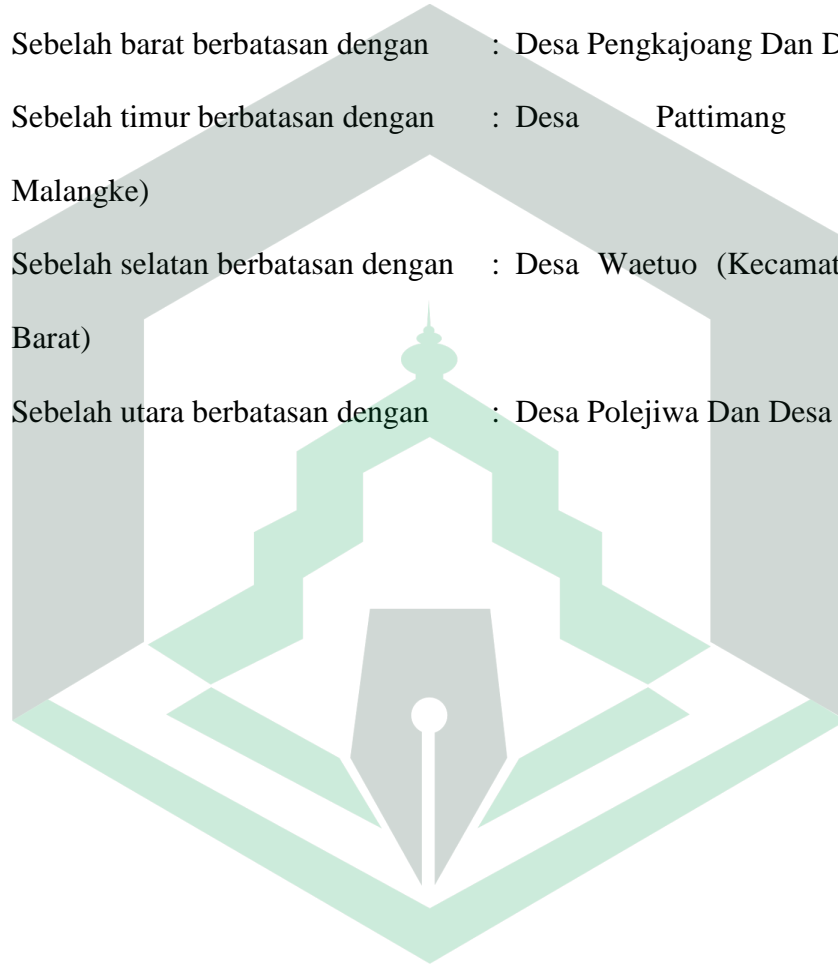 Sebelah barat berbatasan dengan : Desa Pengkajoang Dan
Sebelah timur berbatasan dengan : Desa Pattimang
Malangke)
Sebelah selatan berbatasan dengan : Desa Waetuo (Kecamat
Barat)
Sebelah utara berbatasan dengan : Desa Polejiwa Dan Desa